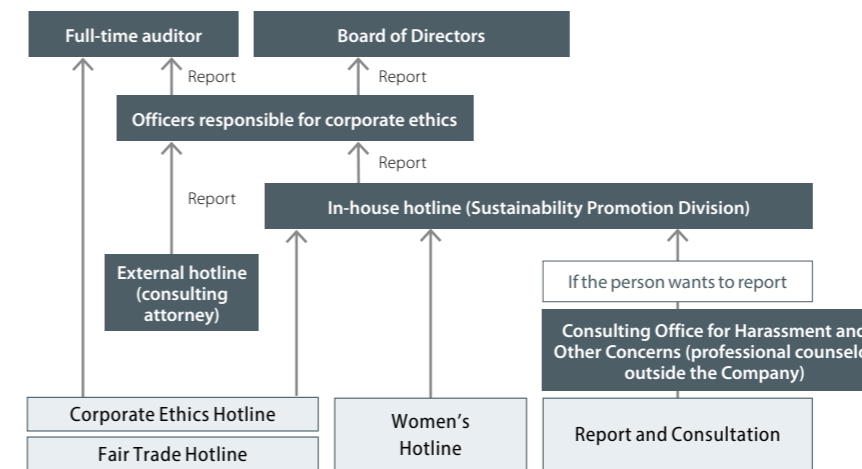 Full-time auditor
Board of Directors
Report
Report
Officers responsible for corporate ethics
Report
Report
In-house hotline (Sustainability Promotion Division)
External hotline
(consulting
attorney)
If the person wants to report
Consulting Office for Harassment and
Other Concerns (professional
outside the Company)
Corporate Ethics Hotline
Fair Trade Hotline
Women's
Hotline
Report and Consultation